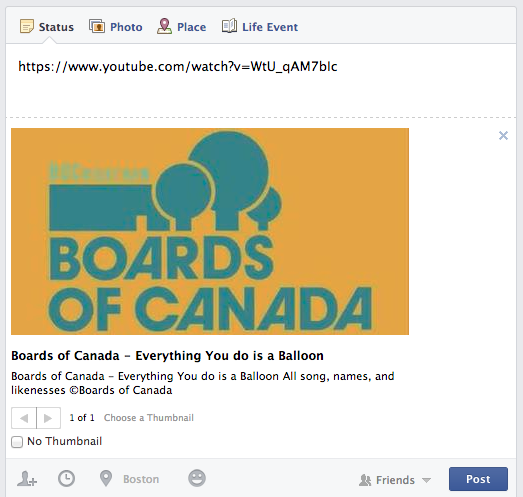 Status Photo Place Life Event
https://www.youtube.com/watch?v=WtU_qAM7bIc
BOARDS
OF CANADA
Boards of Canada – Everything You do is a Balloon
Boards of Canada – Everything You do is a Balloon All song, names, and
likenesses ©Boards of Canada
1 of 1 Choose a Thumbnail
No Thumbnail
Boston Friends Post